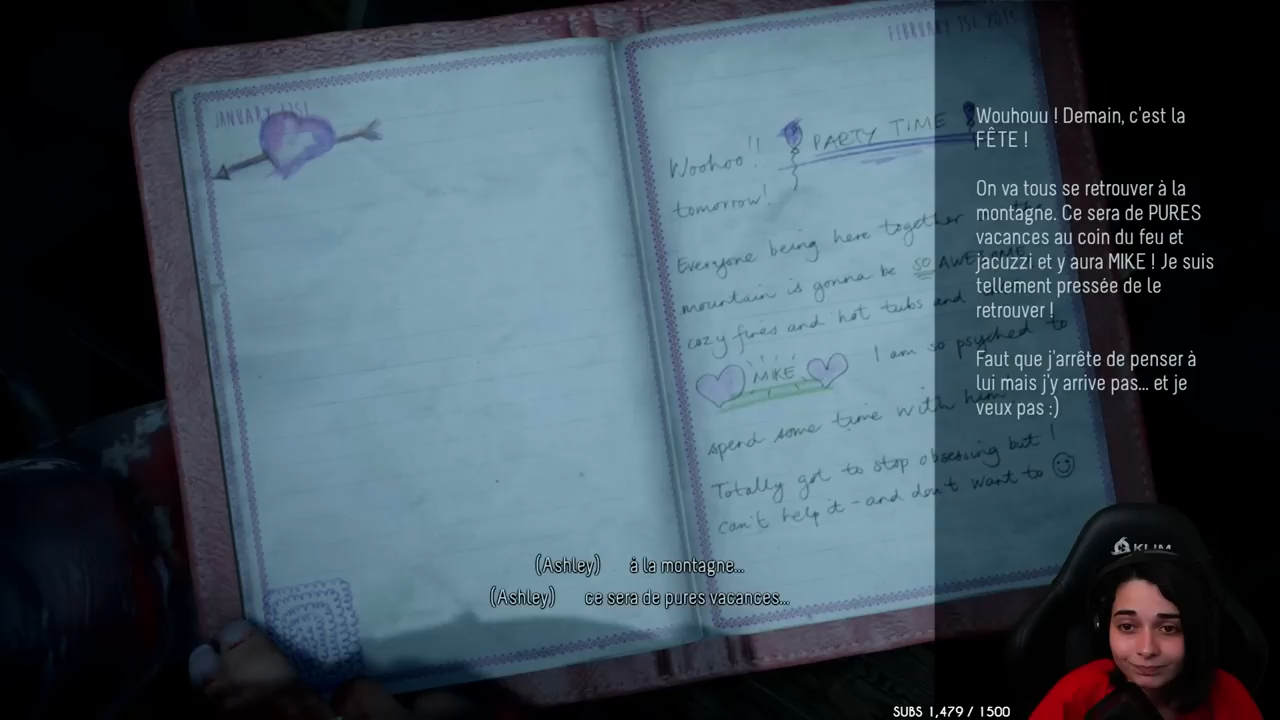 JANUARY 31ST
FEBRUARY 1ST 2014
Woohoo!! PARTY TIME
tomorrow!
Everyone being here together
mountain is gonna be SO AWESOME
cozy fires and hot tubs and
MIKE I am so psyched to
spend some time with him
Totally got to stop obsessing but I
can't help it - and don't want to
Wouhouu ! Demain, c'est la
FÊTE !
On va tous se retrouver à la
montagne. Ce sera de PURES
vacances au coin du feu et
jacuzzi et y aura MIKE ! Je suis
tellement pressée de le
retrouver !
Faut que j'arrête de penser à
lui mais j'y arrive pas... et je
veux pas :)
(Ashley) à la montagne...
(Ashley) ce sera de pures vacances...
KLIM
SUBS 1,479 / 1500